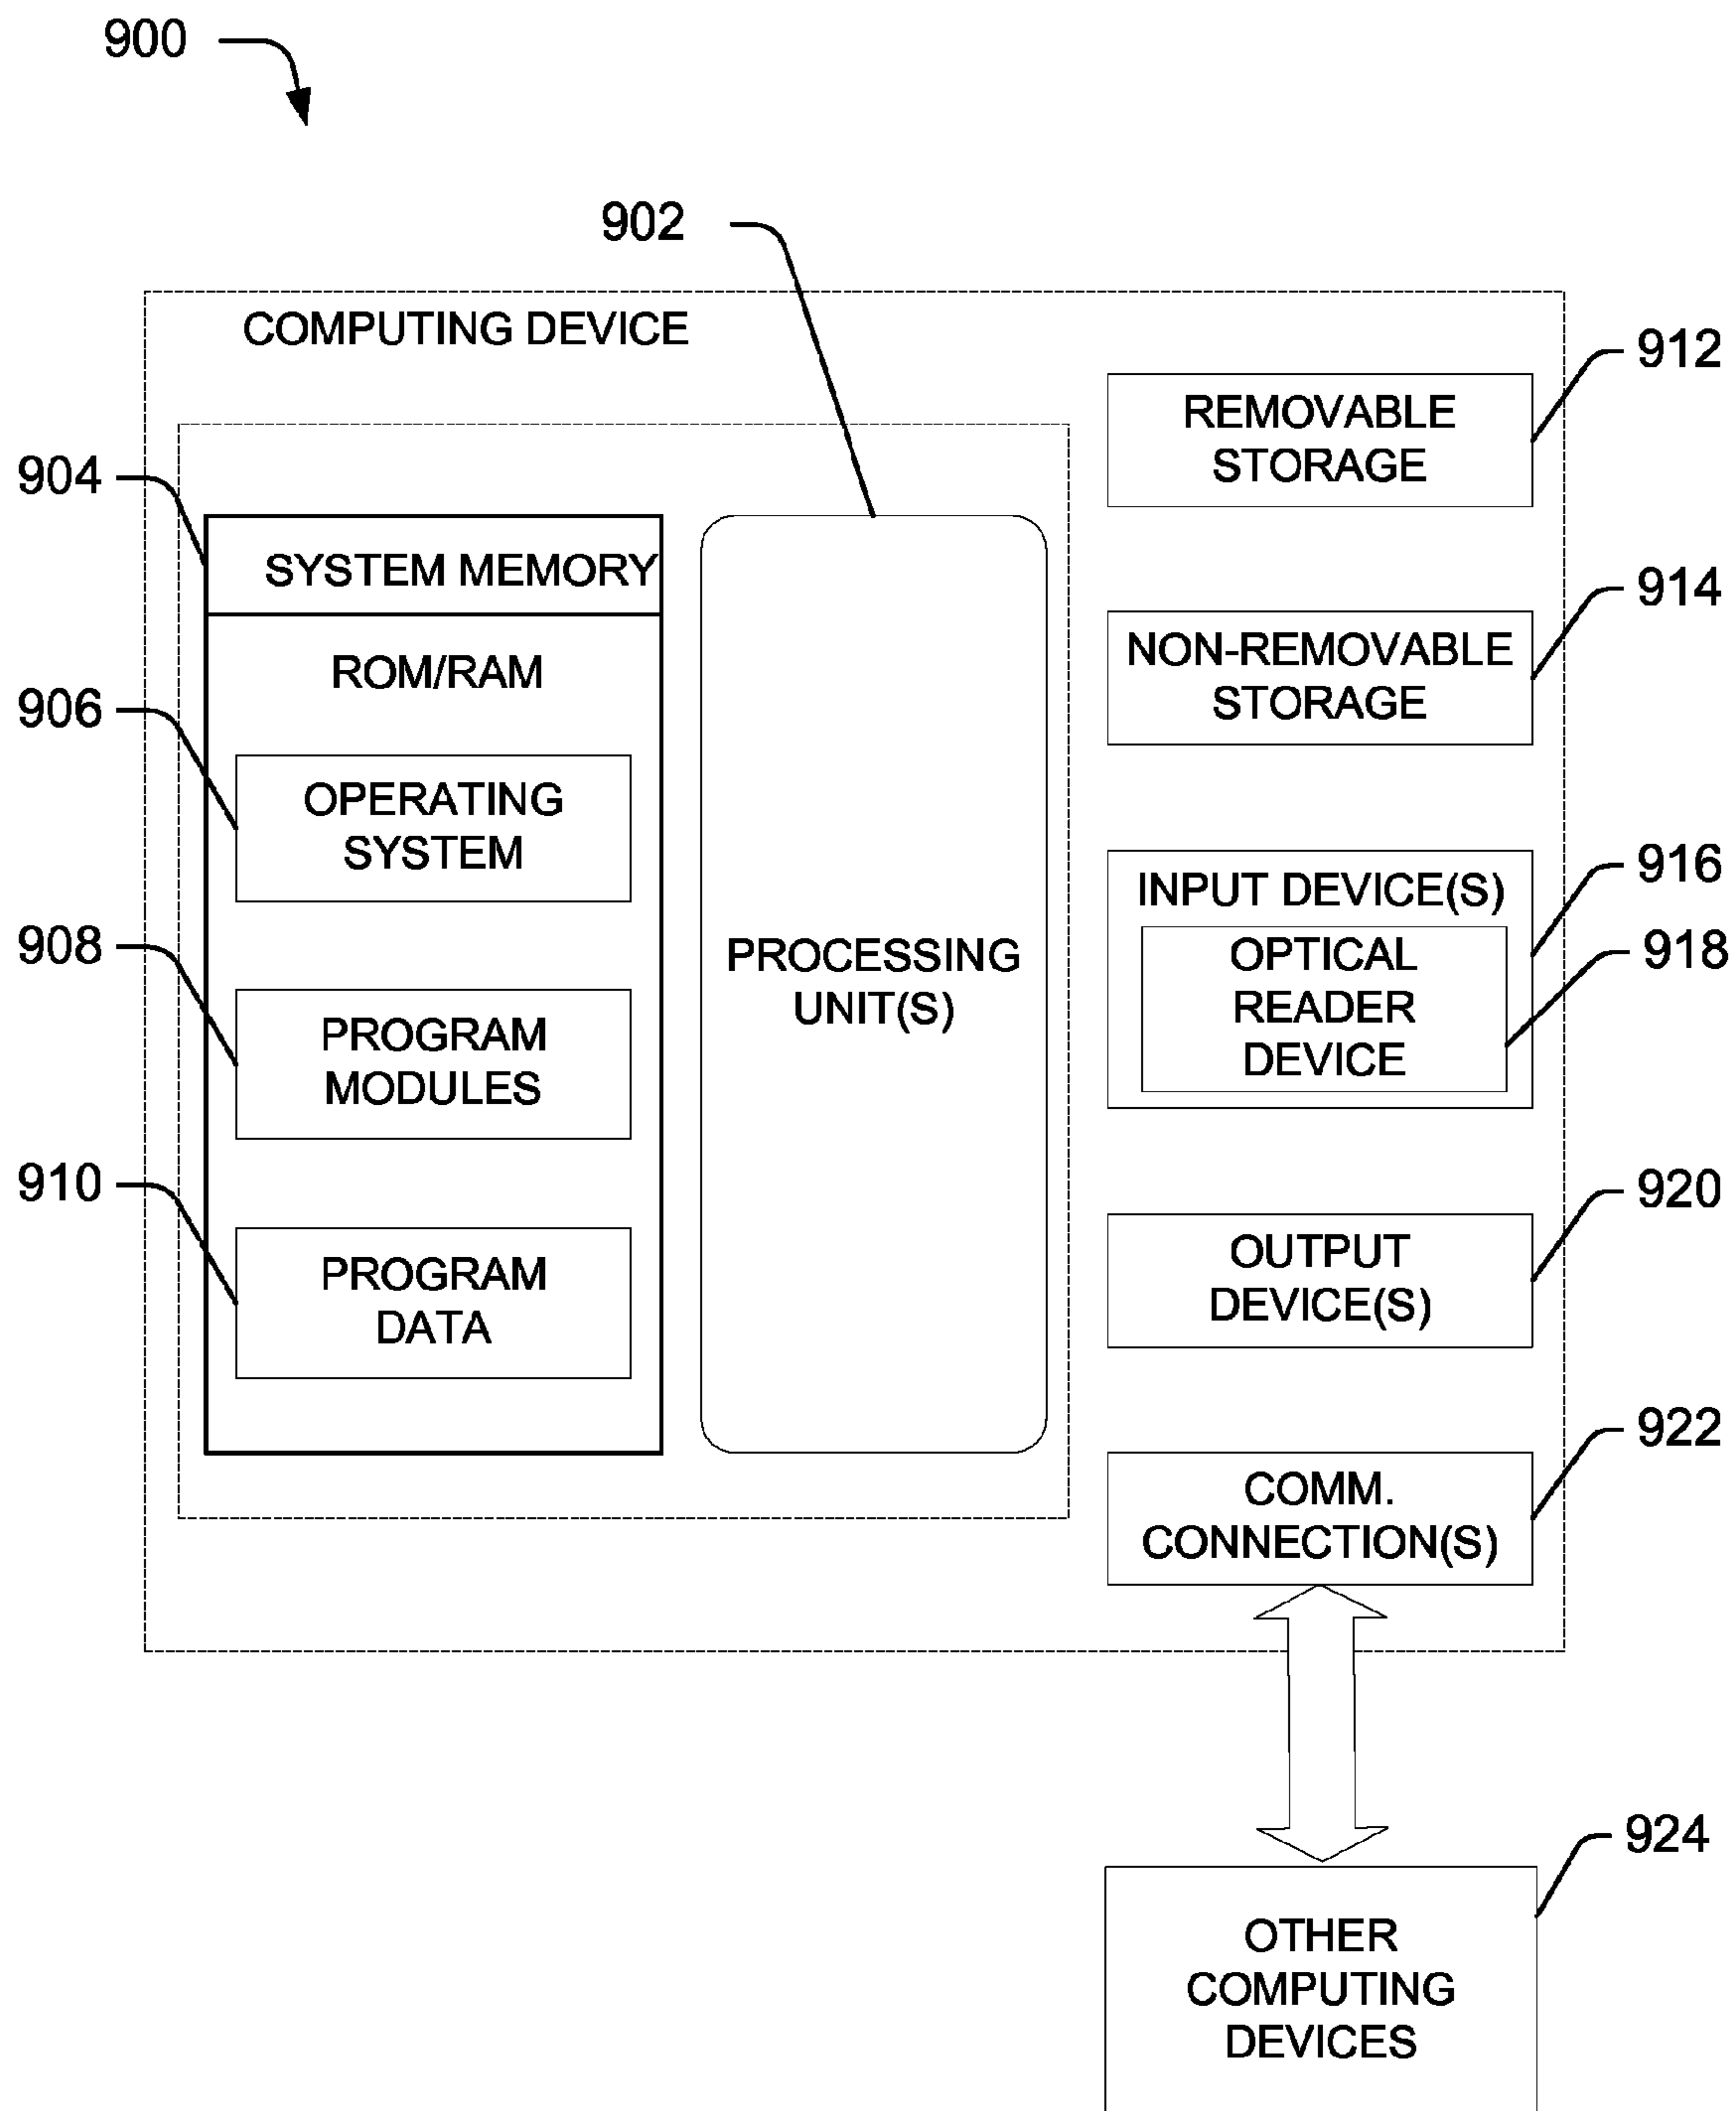 900
902
COMPUTING DEVICE
912
REMOVABLE
STORAGE
904
SYSTEM MEMORY
914
NON-REMOVABLE
STORAGE
ROM/RAM
906
OPERATING
SYSTEM
916
INPUT DEVICE(S)
918
OPTICAL
READER
DEVICE
908
PROCESSING
UNIT(S)
PROGRAM
MODULES
910
920
OUTPUT
DEVICE(S)
PROGRAM
DATA
922
COMM.
CONNECTION(S)
924
OTHER
COMPUTING
DEVICES